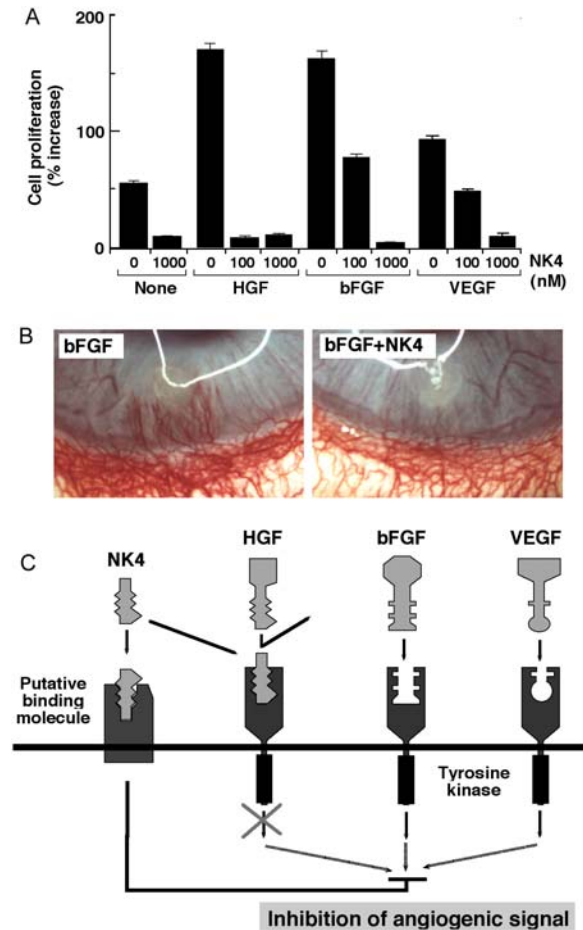 A
200
100
0
Cell proliferation
(% increase)
0 1000 0 100 1000 0 100 1000 0 100 1000 NK4
(nM)
None HGF bFGF VEGF
B
bFGF
bFGF+NK4
C
HGF bFGF VEGF
NK4
Putative
binding
molecule
Tyrosine
kinase
Inhibition of angiogenic signal